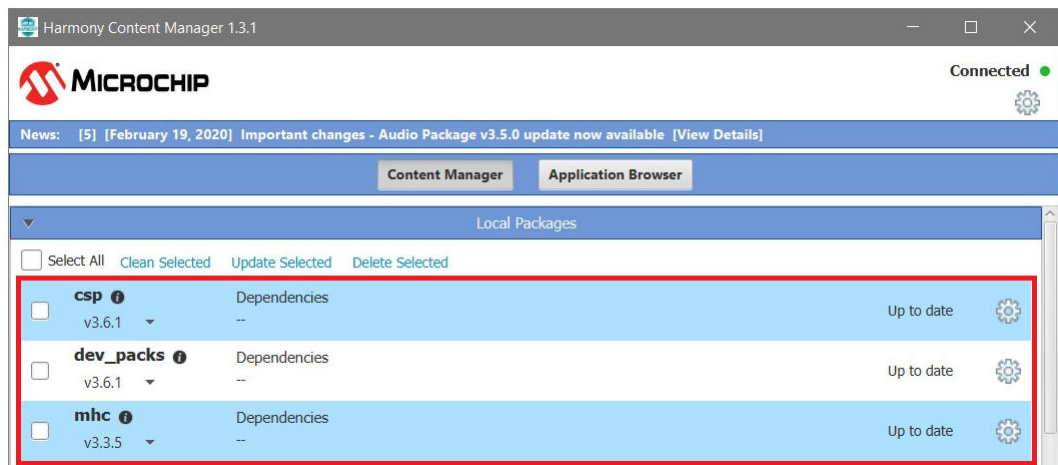 Harmony Content Manager 1.3.1
MICROCHIP
Connected
News: [5] [February 19, 2020] Important changes - Audio Package v3.5.0 update now available [View Details]
Content Manager Application Browser
Local Packages
Select All Clean Selected Update Selected Delete Selected
csp Dependencies
v3.6.1 -- Up to date
dev_packs Dependencies
v3.6.1 -- Up to date
mhc Dependencies
v3.3.5 -- Up to date